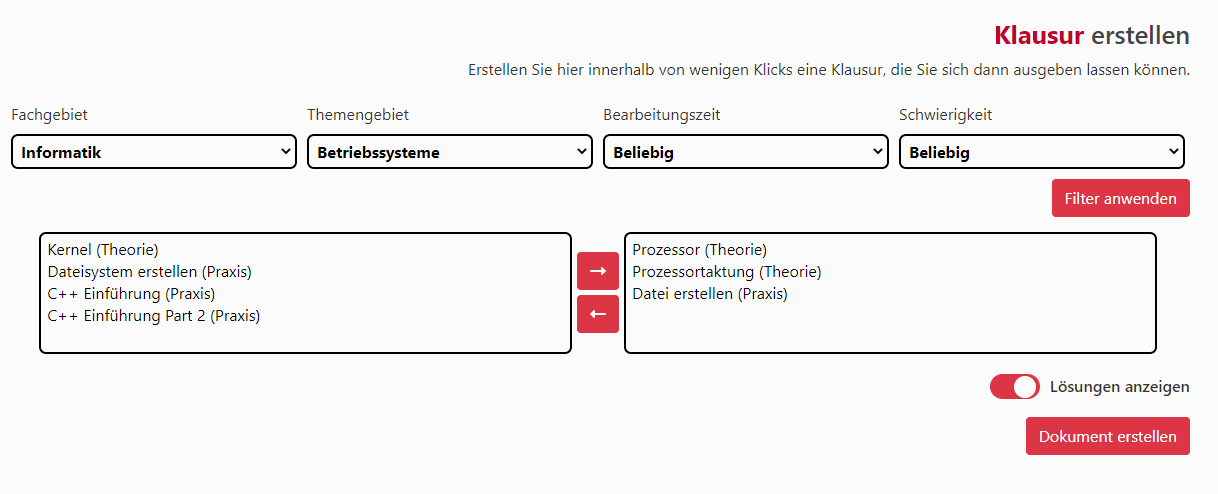 Klausur erstellen
Erstellen Sie hier innerhalb von wenigen Klicks eine Klausur, die Sie sich dann ausgeben lassen können.
Fachgebiet
Themengebiet
Bearbeitungszeit
Schwierigkeit
Informatik
Betriebssysteme
Beliebig
Beliebig
Filter anwenden
Kernel (Theorie)
Dateisystem erstellen (Praxis)
C++ Einführung (Praxis)
C++ Einführung Part 2 (Praxis)
Prozessor (Theorie)
Prozessortaktung (Theorie)
Datei erstellen (Praxis)
Lösungen anzeigen
Dokument erstellen